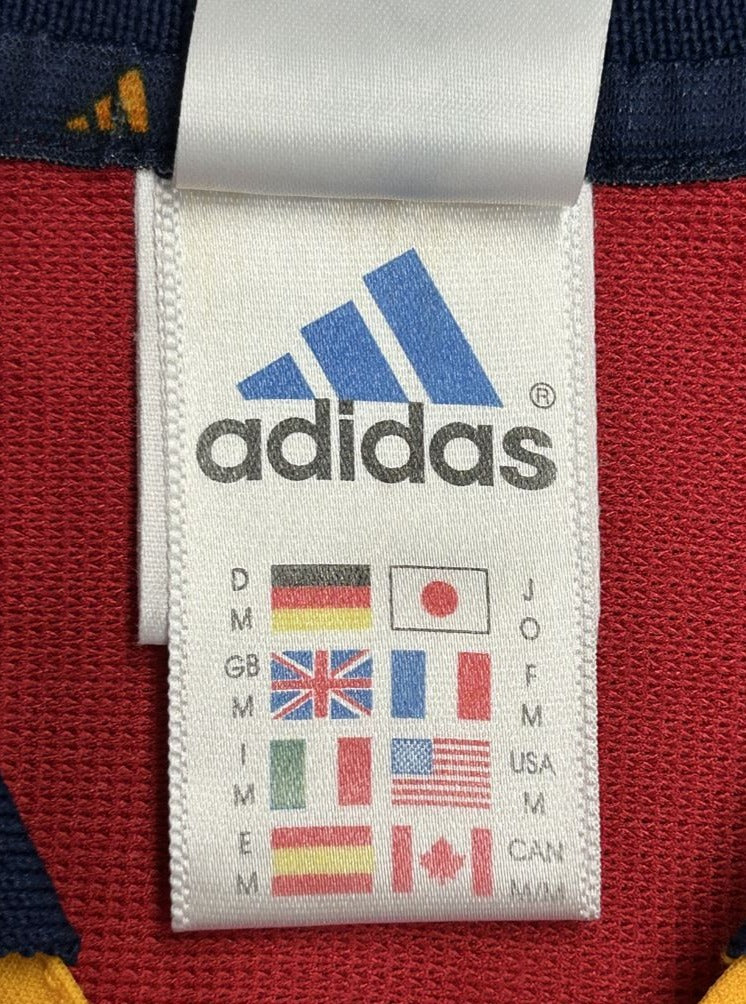 adidas ®
D J
M O
GB F
M M
I USA
M M
E CAN
M M/M